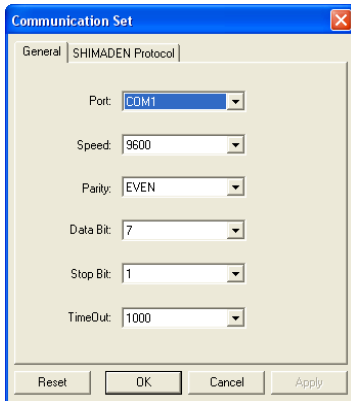 Communication Set
General SHIMADEN Protocol
Port: COM1
Speed: 9600
Parity: EVEN
Data Bit: 7
Stop Bit: 1
TimeOut: 1000
Reset OK Cancel Apply